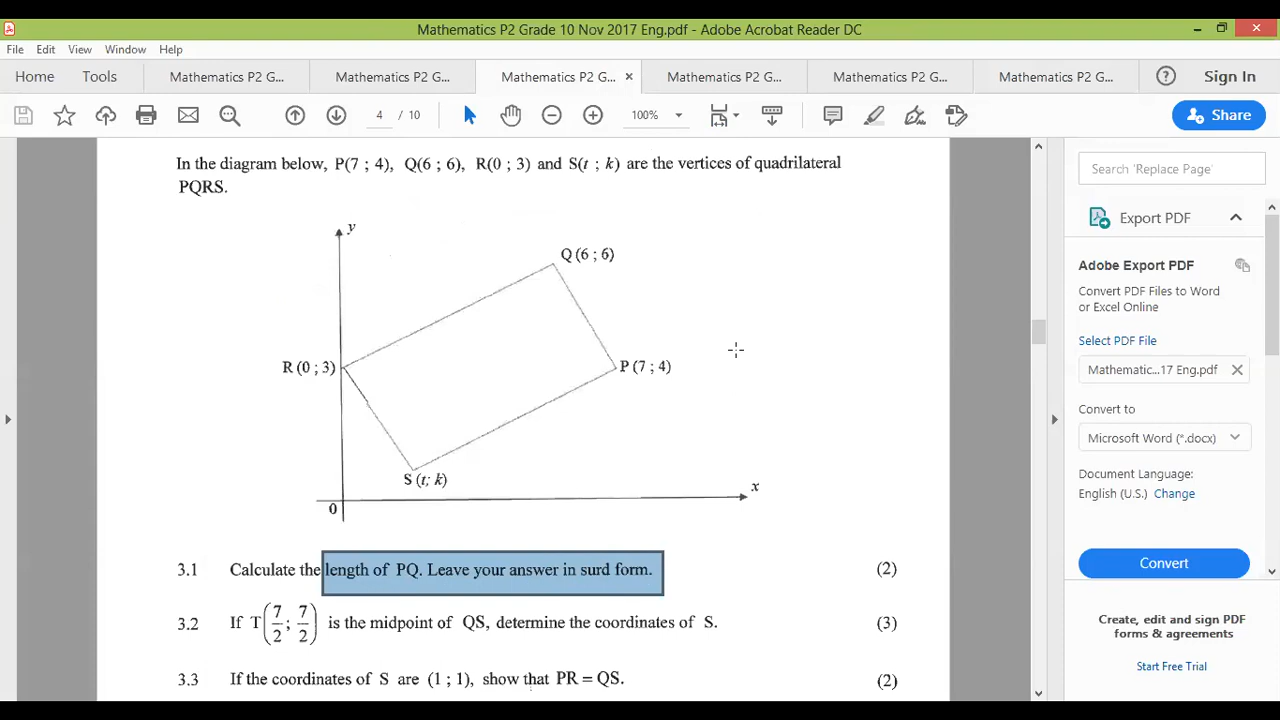 Mathematics P2 Grade 10 Nov 2017 Eng.pdf - Adobe Acrobat Reader DC
File Edit View Window Help
Home Tools Mathematics P2 G... Mathematics P2 G... Mathematics P2 G... × Mathematics P2 G... Mathematics P2 G... Mathematics P2 G... Sign In
4 / 10 100% Share
In the diagram below, P(7 ; 4), Q(6 ; 6), R(0 ; 3) and S(t ; k) are the vertices of quadrilateral
PQRS.
y
Q (6 ; 6)
R (0 ; 3)
P (7 ; 4)
S (t; k)
x
0
3.1 Calculate the length of PQ. Leave your answer in surd form. (2)
3.2 If T(7/2 ; 7/2) is the midpoint of QS, determine the coordinates of S. (3)
3.3 If the coordinates of S are (1 ; 1), show that PR = QS. (2)
Search 'Replace Page'
Export PDF
Adobe Export PDF
Convert PDF Files to Word
or Excel Online
Select PDF File
Mathematic...17 Eng.pdf
Convert to
Microsoft Word (*.docx)
Document Language:
English (U.S.) Change
Convert
Create, edit and sign PDF
forms & agreements
Start Free Trial